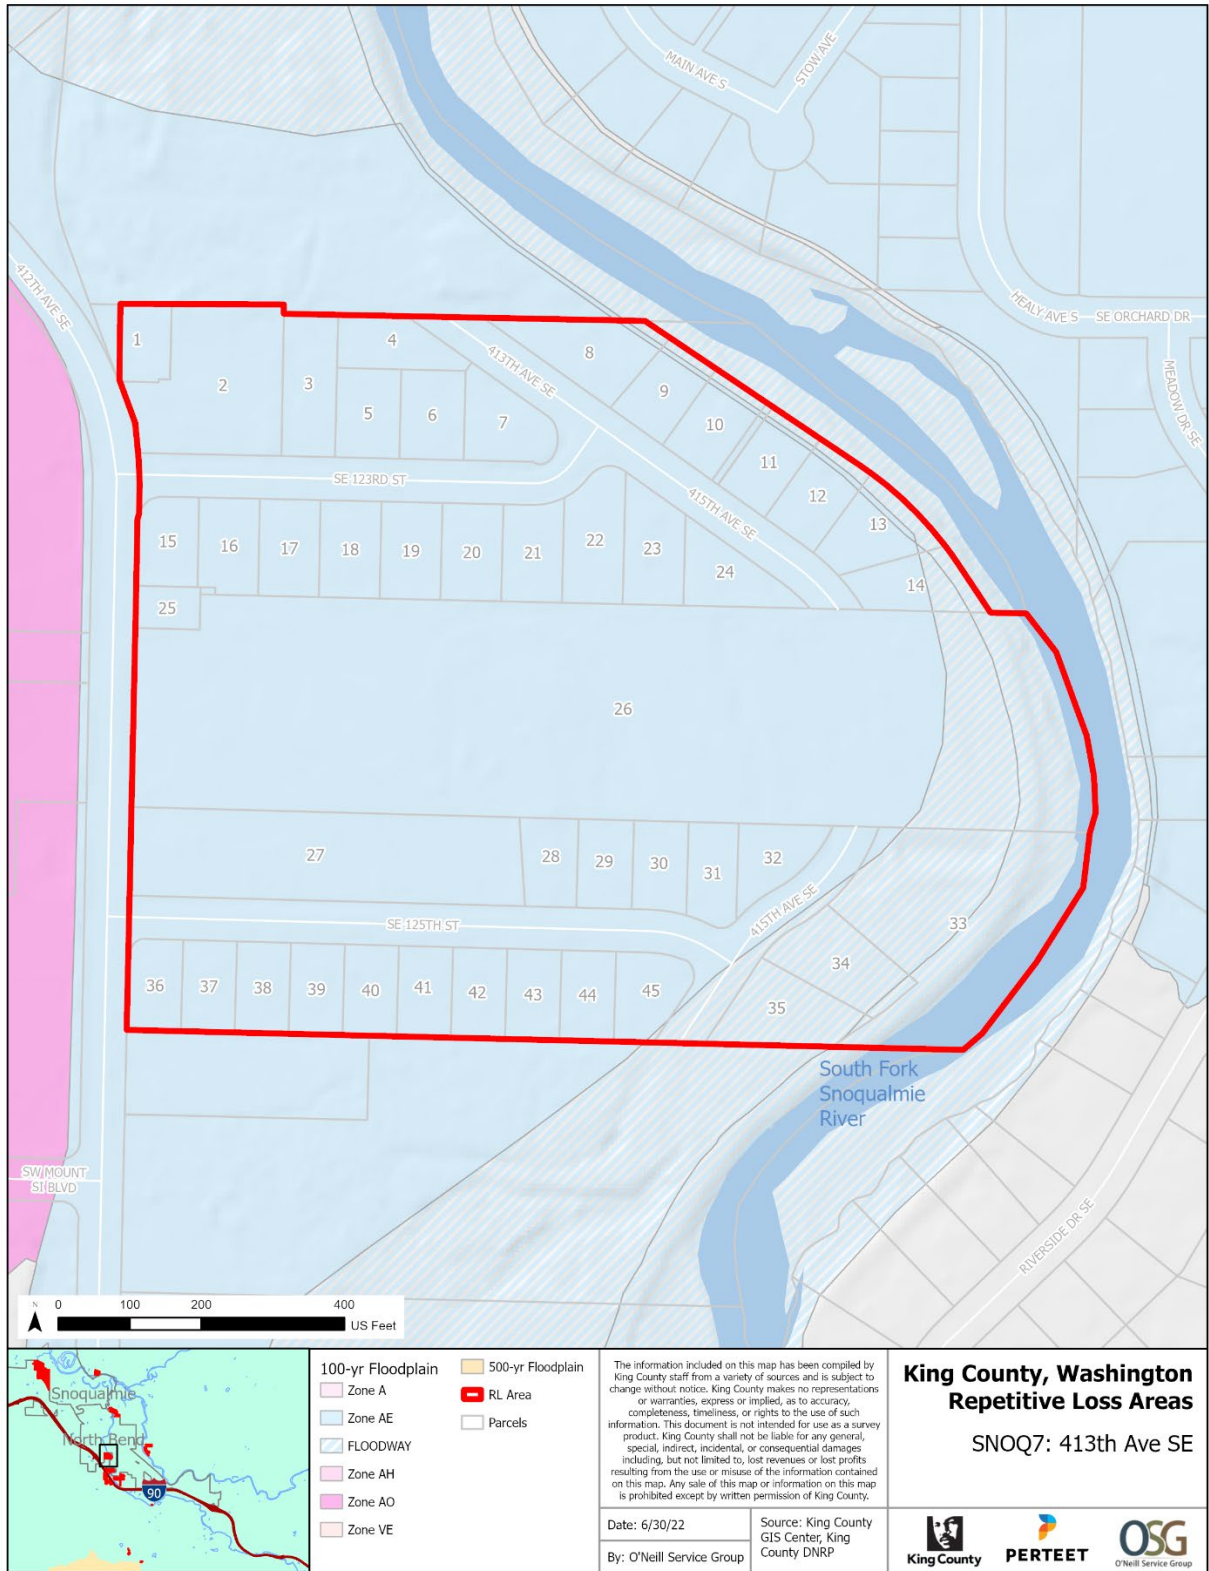 MAIN AVE S
STOW AVE
412TH AVE SE
HEALY AVE S
SE ORCHARD DR
MEADOW DR SE
1
2
3
4
5
6
7
413TH AVE SE
8
9
10
11
12
13
14
SE 123RD ST
415TH AVE SE
15
16
17
18
19
20
21
22
23
24
25
26
27
28
29
30
31
32
415TH AVE SE
33
34
35
SE 125TH ST
36
37
38
39
40
41
42
43
44
45
South Fork
Snoqualmie
River
SW MOUNT
SI BLVD
RIVERSIDE DR SE
N
0 100 200 400
US Feet
Snoqualmie
North Bend
90
100-yr Floodplain
Zone A
Zone AE
FLOODWAY
Zone AH
Zone AO
Zone VE
500-yr Floodplain
RL Area
Parcels
The information included on this map has been compiled by
King County staff from a variety of sources and is subject to
change without notice. King County makes no representations
or warranties, express or implied, as to accuracy,
completeness, timeliness, or rights to the use of such
information. This document is not intended for use as a survey
product. King County shall not be liable for any general,
special, indirect, incidental, or consequential damages
including, but not limited to, lost revenues or lost profits
resulting from the use or misuse of the information contained
on this map. Any sale of this map or information on this map
is prohibited except by written permission of King County.
Date: 6/30/22
By: O'Neill Service Group
Source: King County
GIS Center, King
County DNRP
King County, Washington
Repetitive Loss Areas
SNOQ7: 413th Ave SE
King County
PERTEET
OSG
O'Neill Service Group